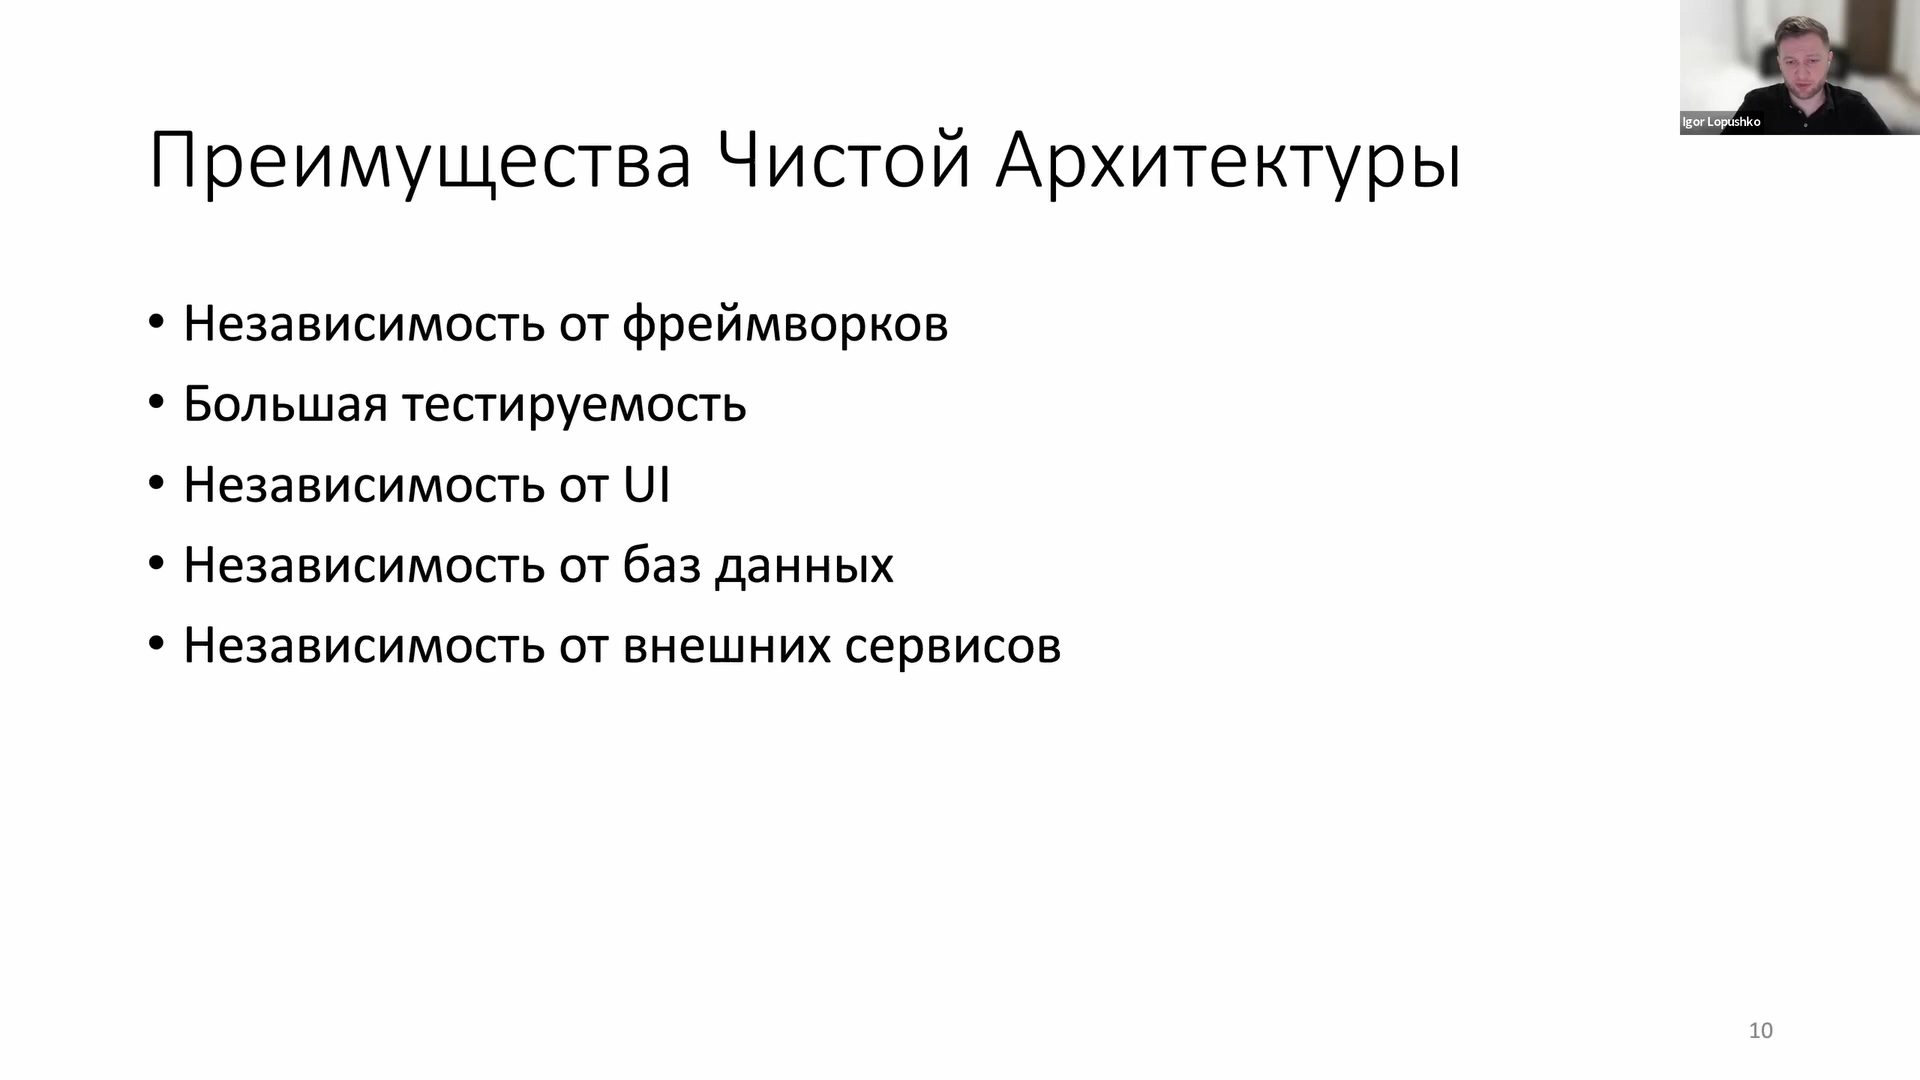 Igor Lopushko
Преимущества Чистой Архитектуры
• Независимость от фреймворков
• Большая тестируемость
• Независимость от UI
• Независимость от баз данных
• Независимость от внешних сервисов
10